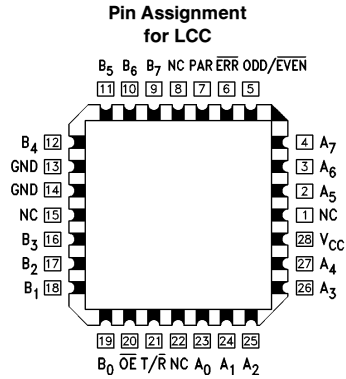 Pin Assignment
for LCC
B5 B6 B7 NC PAR E̅R̅R̅ ODD/E̅V̅E̅N̅
11 10 9 8 7 6 5
B4 12
GND 13
GND 14
NC 15
B3 16
B2 17
B1 18
4 A7
3 A6
2 A5
1 NC
28 VCC
27 A4
26 A3
19 20 21 22 23 24 25
B0 O̅E̅ T/R̅ NC A0 A1 A2